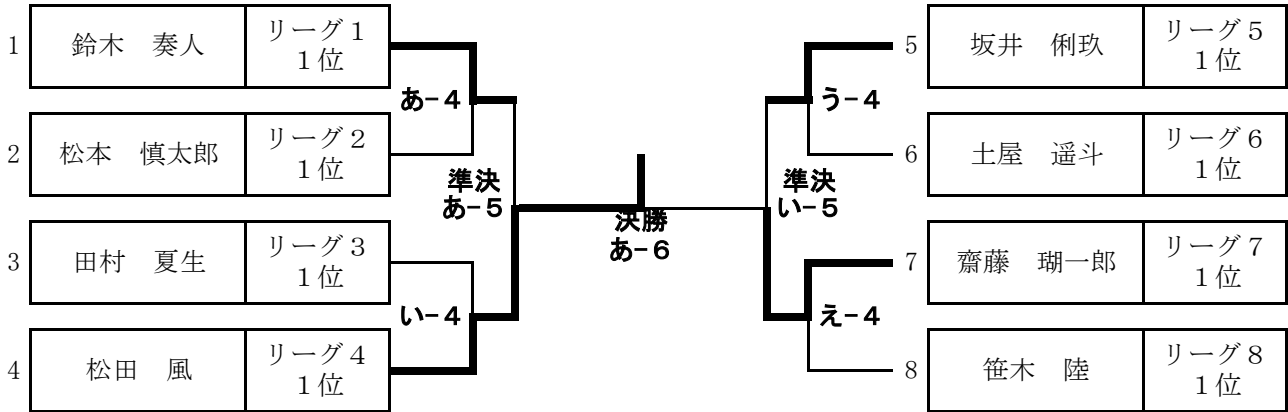 1 鈴木 奏人 リーグ1 1位
あ-4
2 松本 慎太郎 リーグ2 1位
準決
あ-5
3 田村 夏生 リーグ3 1位
い-4
4 松田 風 リーグ4 1位
決勝
あ-6
5 坂井 俐玖 リーグ5 1位
う-4
6 土屋 遥斗 リーグ6 1位
準決
い-5
7 齋藤 瑚一郎 リーグ7 1位
え-4
8 笹木 陸 リーグ8 1位